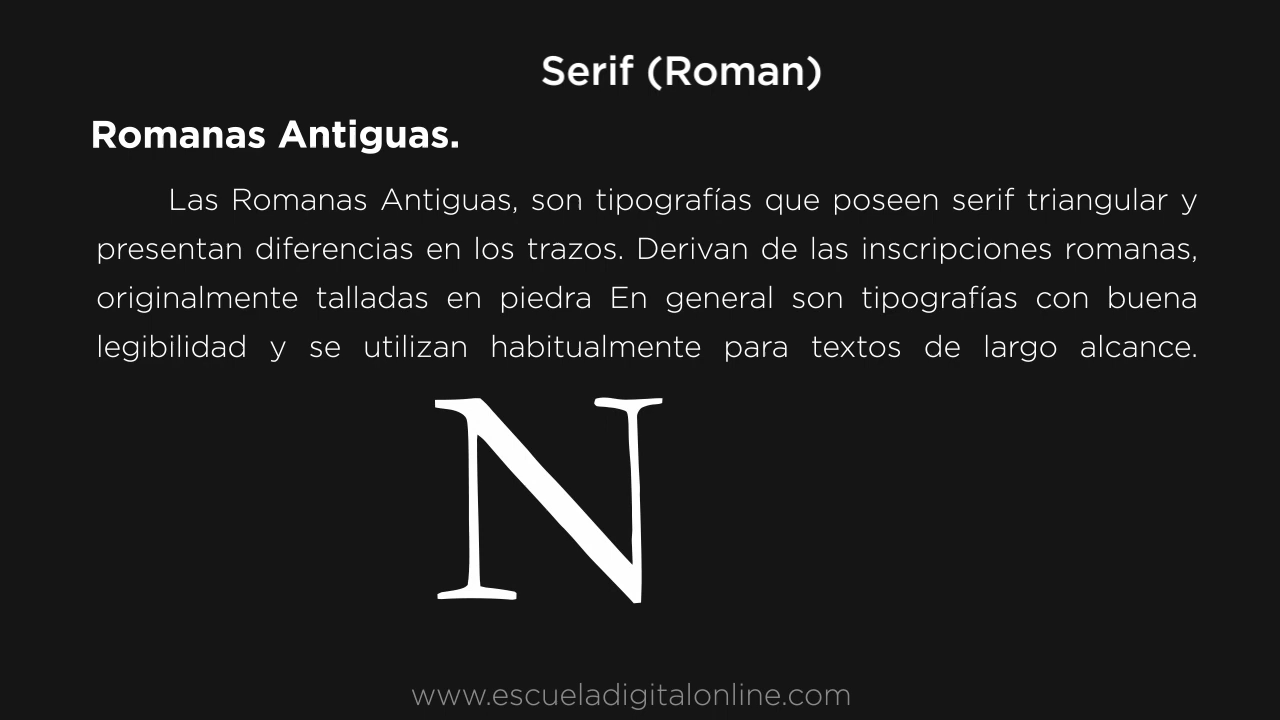 Serif (Roman)
Romanas Antiguas.
Las Romanas Antiguas, son tipografías que poseen serif triangular y
presentan diferencias en los trazos. Derivan de las inscripciones romanas,
originalmente talladas en piedra En general son tipografías con buena
legibilidad y se utilizan habitualmente para textos de largo alcance.
N
www.escueladigitalonline.com